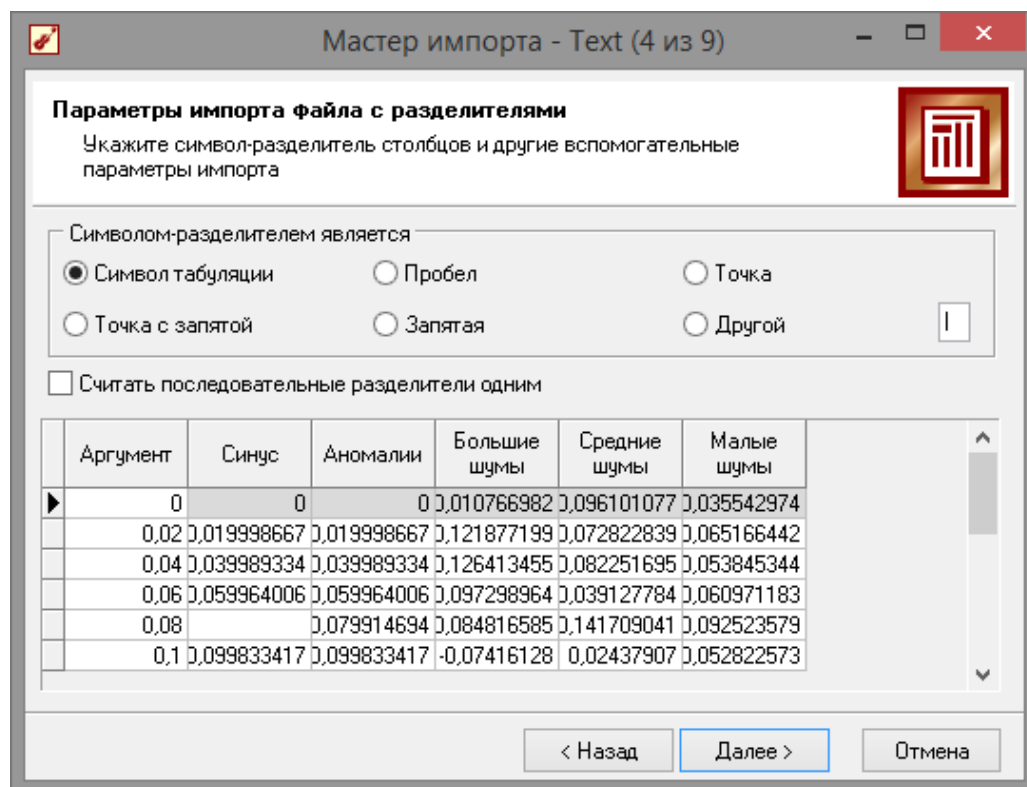 Мастер импорта - Text (4 из 9)
Параметры импорта файла с разделителями
Укажите символ-разделитель столбцов и другие вспомогательные
параметры импорта
Символом-разделителем является
Символ табуляции Пробел Точка
Точка с запятой Запятая Другой |
Считать последовательные разделители одним
Аргумент Синус Аномалии Большие шумы Средние шумы Малые шумы
0 0 0 0,010766982 0,096101077 0,035542974
0,02 0,019998667 0,019998667 0,121877199 0,072822839 0,065166442
0,04 0,039989334 0,039989334 0,126413455 0,082251695 0,053845344
0,06 0,059964006 0,059964006 0,097298964 0,039127784 0,060971183
0,08 0,079914694 0,084816585 0,141709041 0,092523579
0,1 0,099833417 0,099833417 -0,07416128 0,02437907 0,052822573
< Назад Далее > Отмена